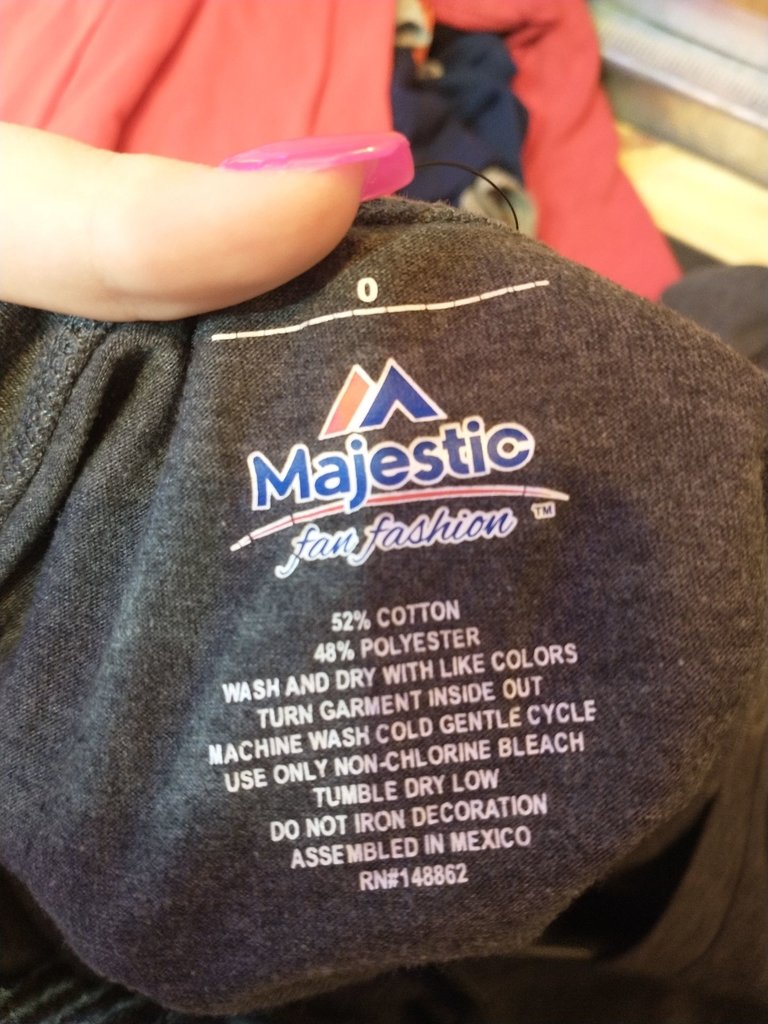 0
Majestic
fan fashion™
52% COTTON
48% POLYESTER
WASH AND DRY WITH LIKE COLORS
TURN GARMENT INSIDE OUT
MACHINE WASH COLD GENTLE CYCLE
USE ONLY NON-CHLORINE BLEACH
TUMBLE DRY LOW
DO NOT IRON DECORATION
ASSEMBLED IN MEXICO
RN#148862